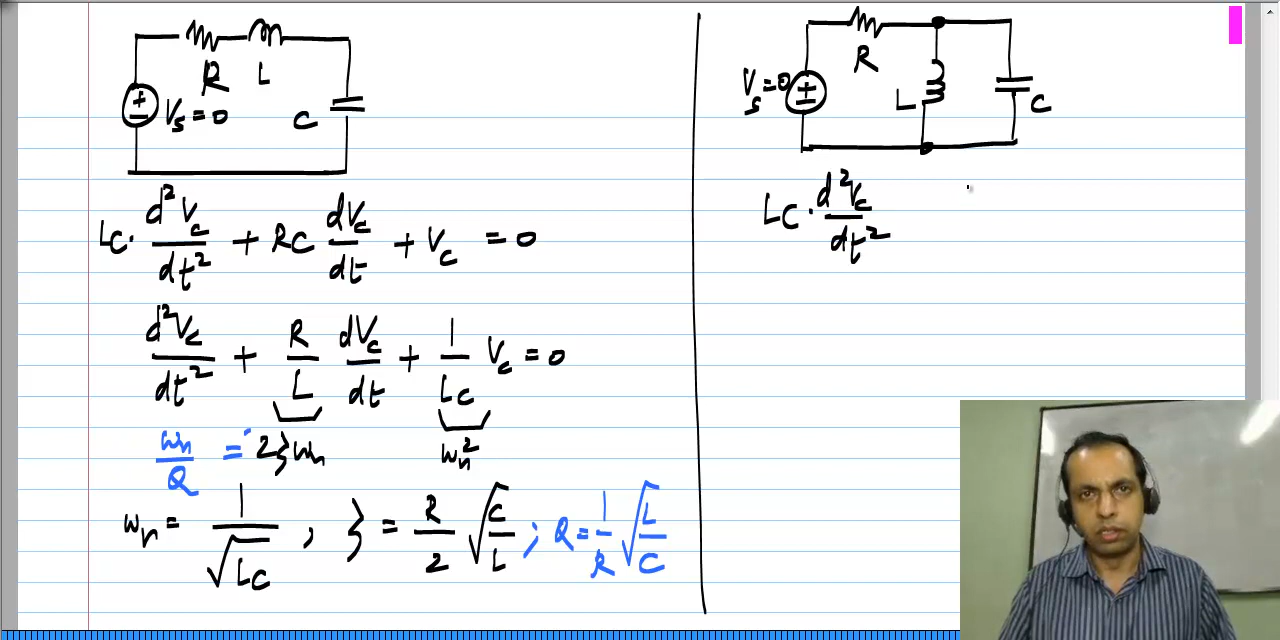 R L
± Vs = 0 C
LC · d²Vc/dt² + RC dVc/dt + Vc = 0
d²Vc/dt² + R/L dVc/dt + 1/LC Vc = 0
ωn/Q = 2ξωn ωn²
ωn = 1/√LC , ξ = R/2 √C/L ; Q = 1/R √L/C
R
Vs = 0 ± L C
LC · d²Vc/dt²